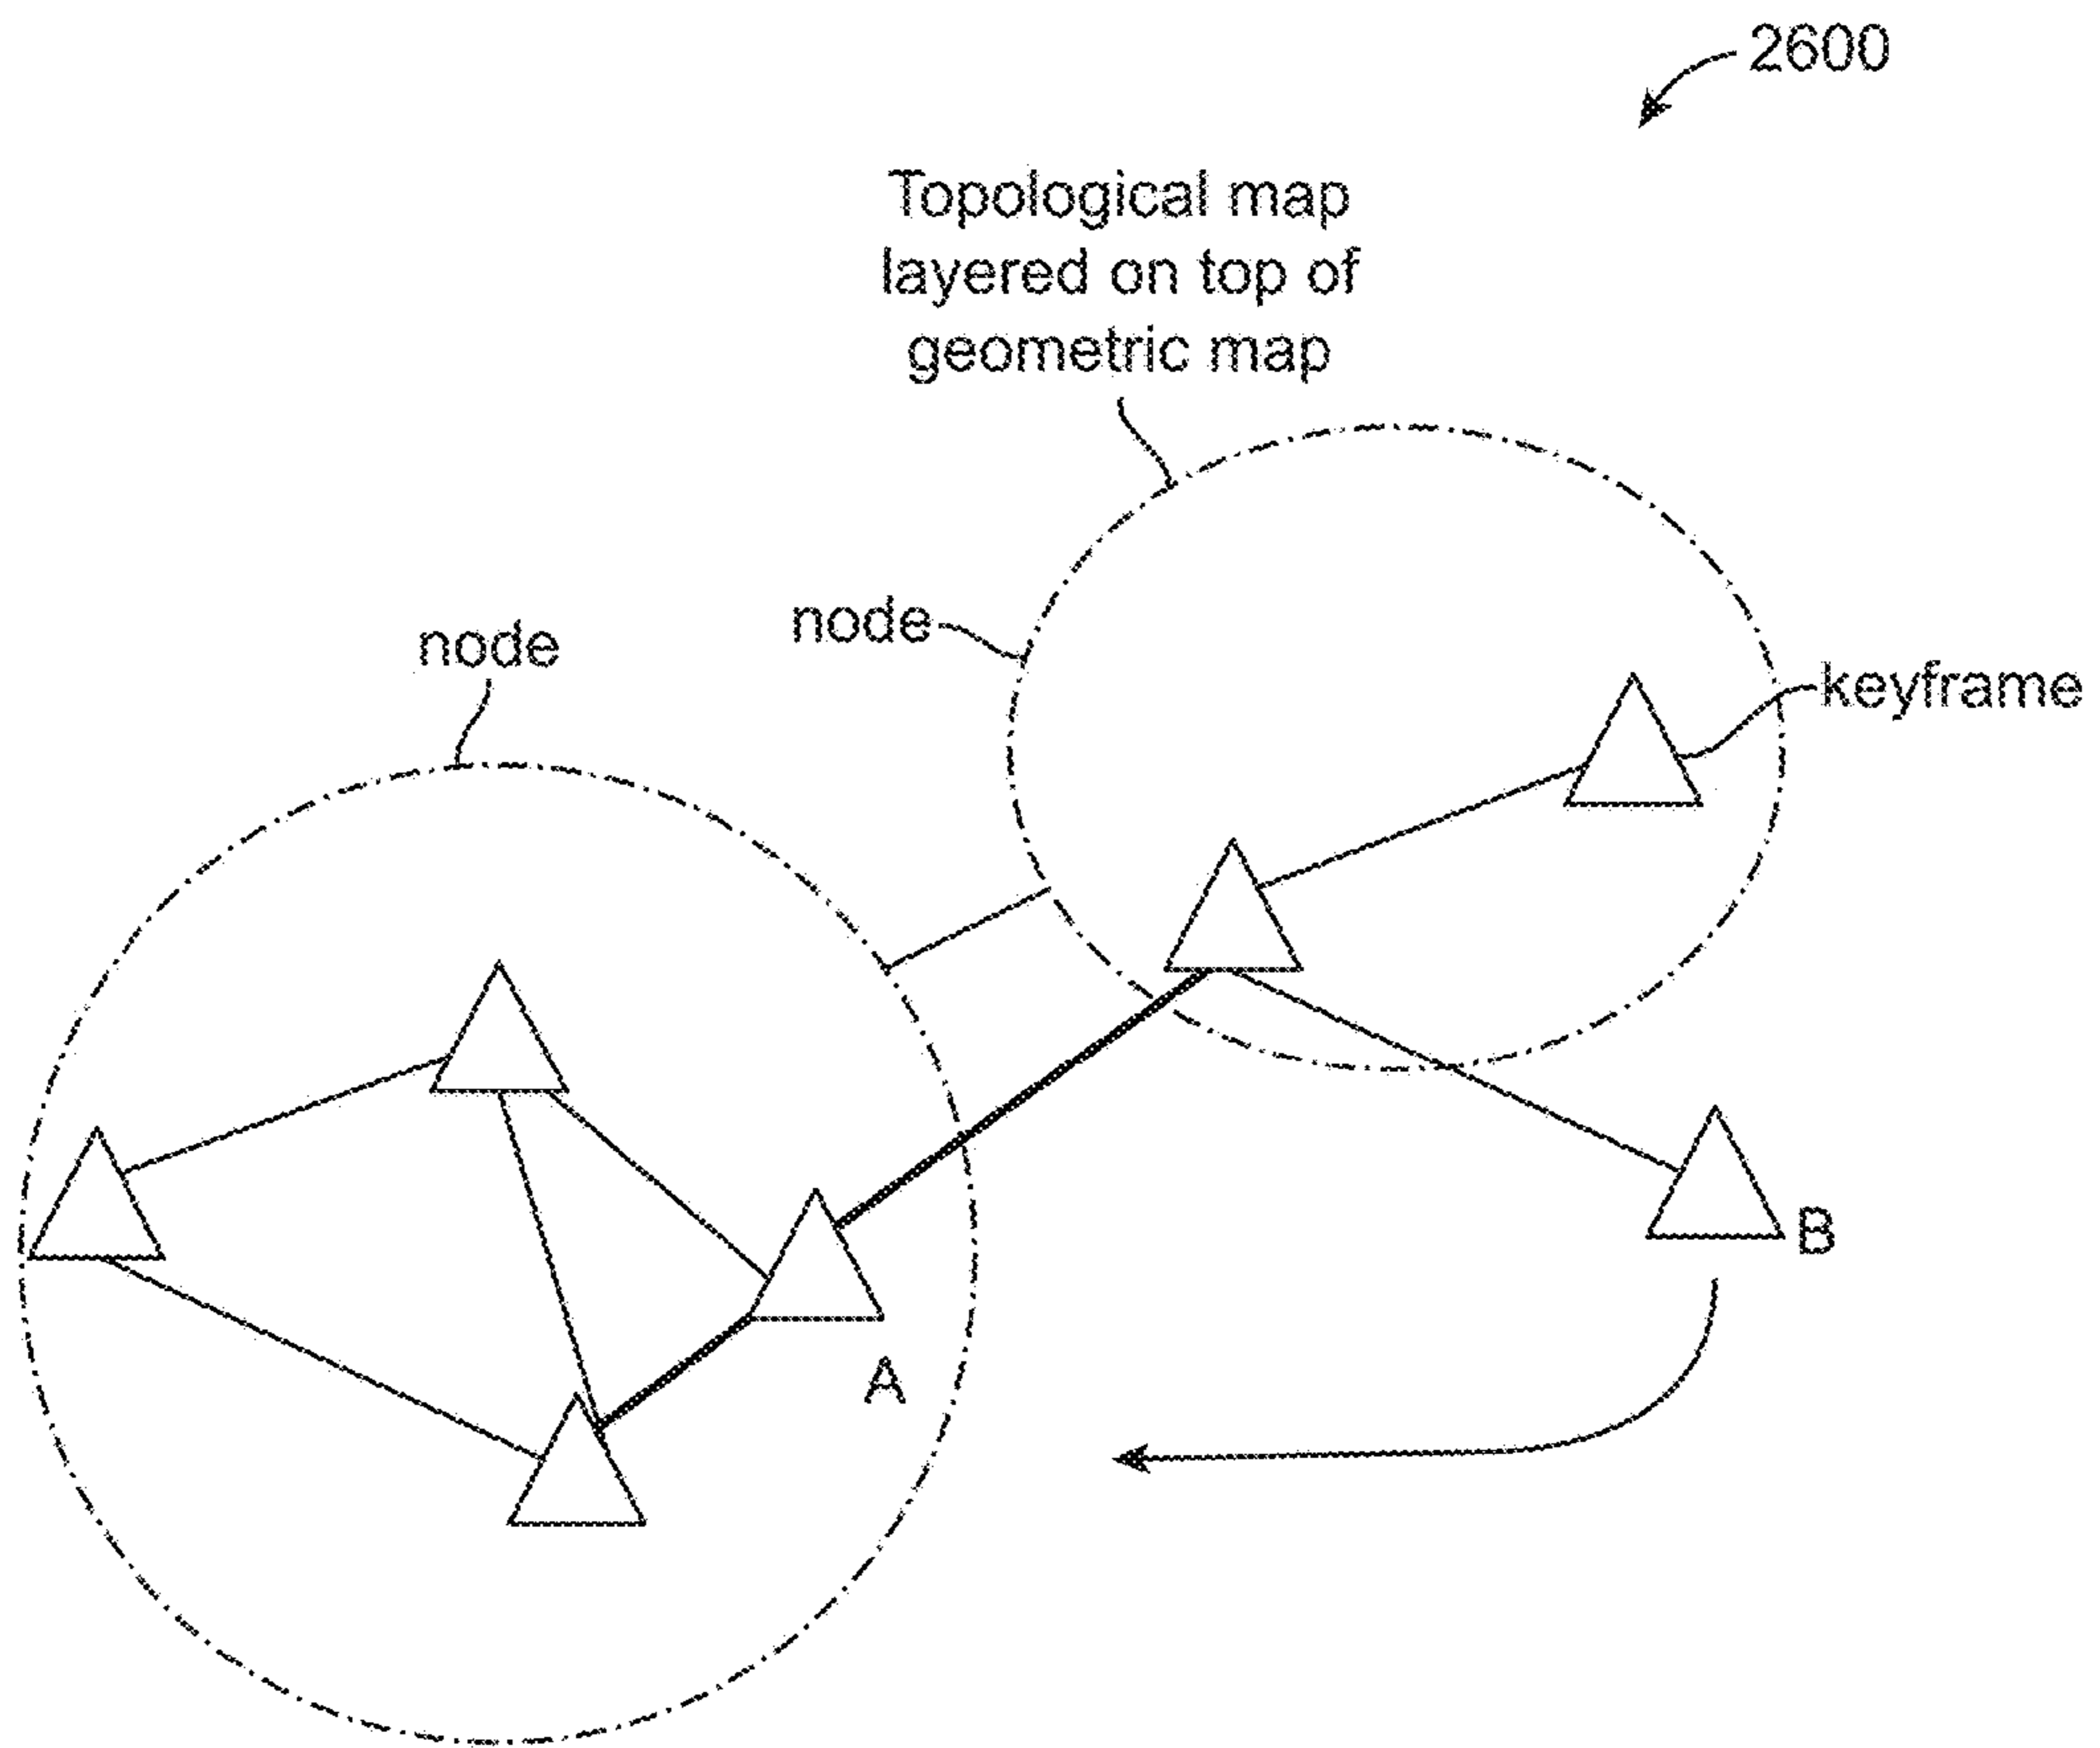 2600
Topological map
layered on top of
geometric map
node
node
keyframe
B
A